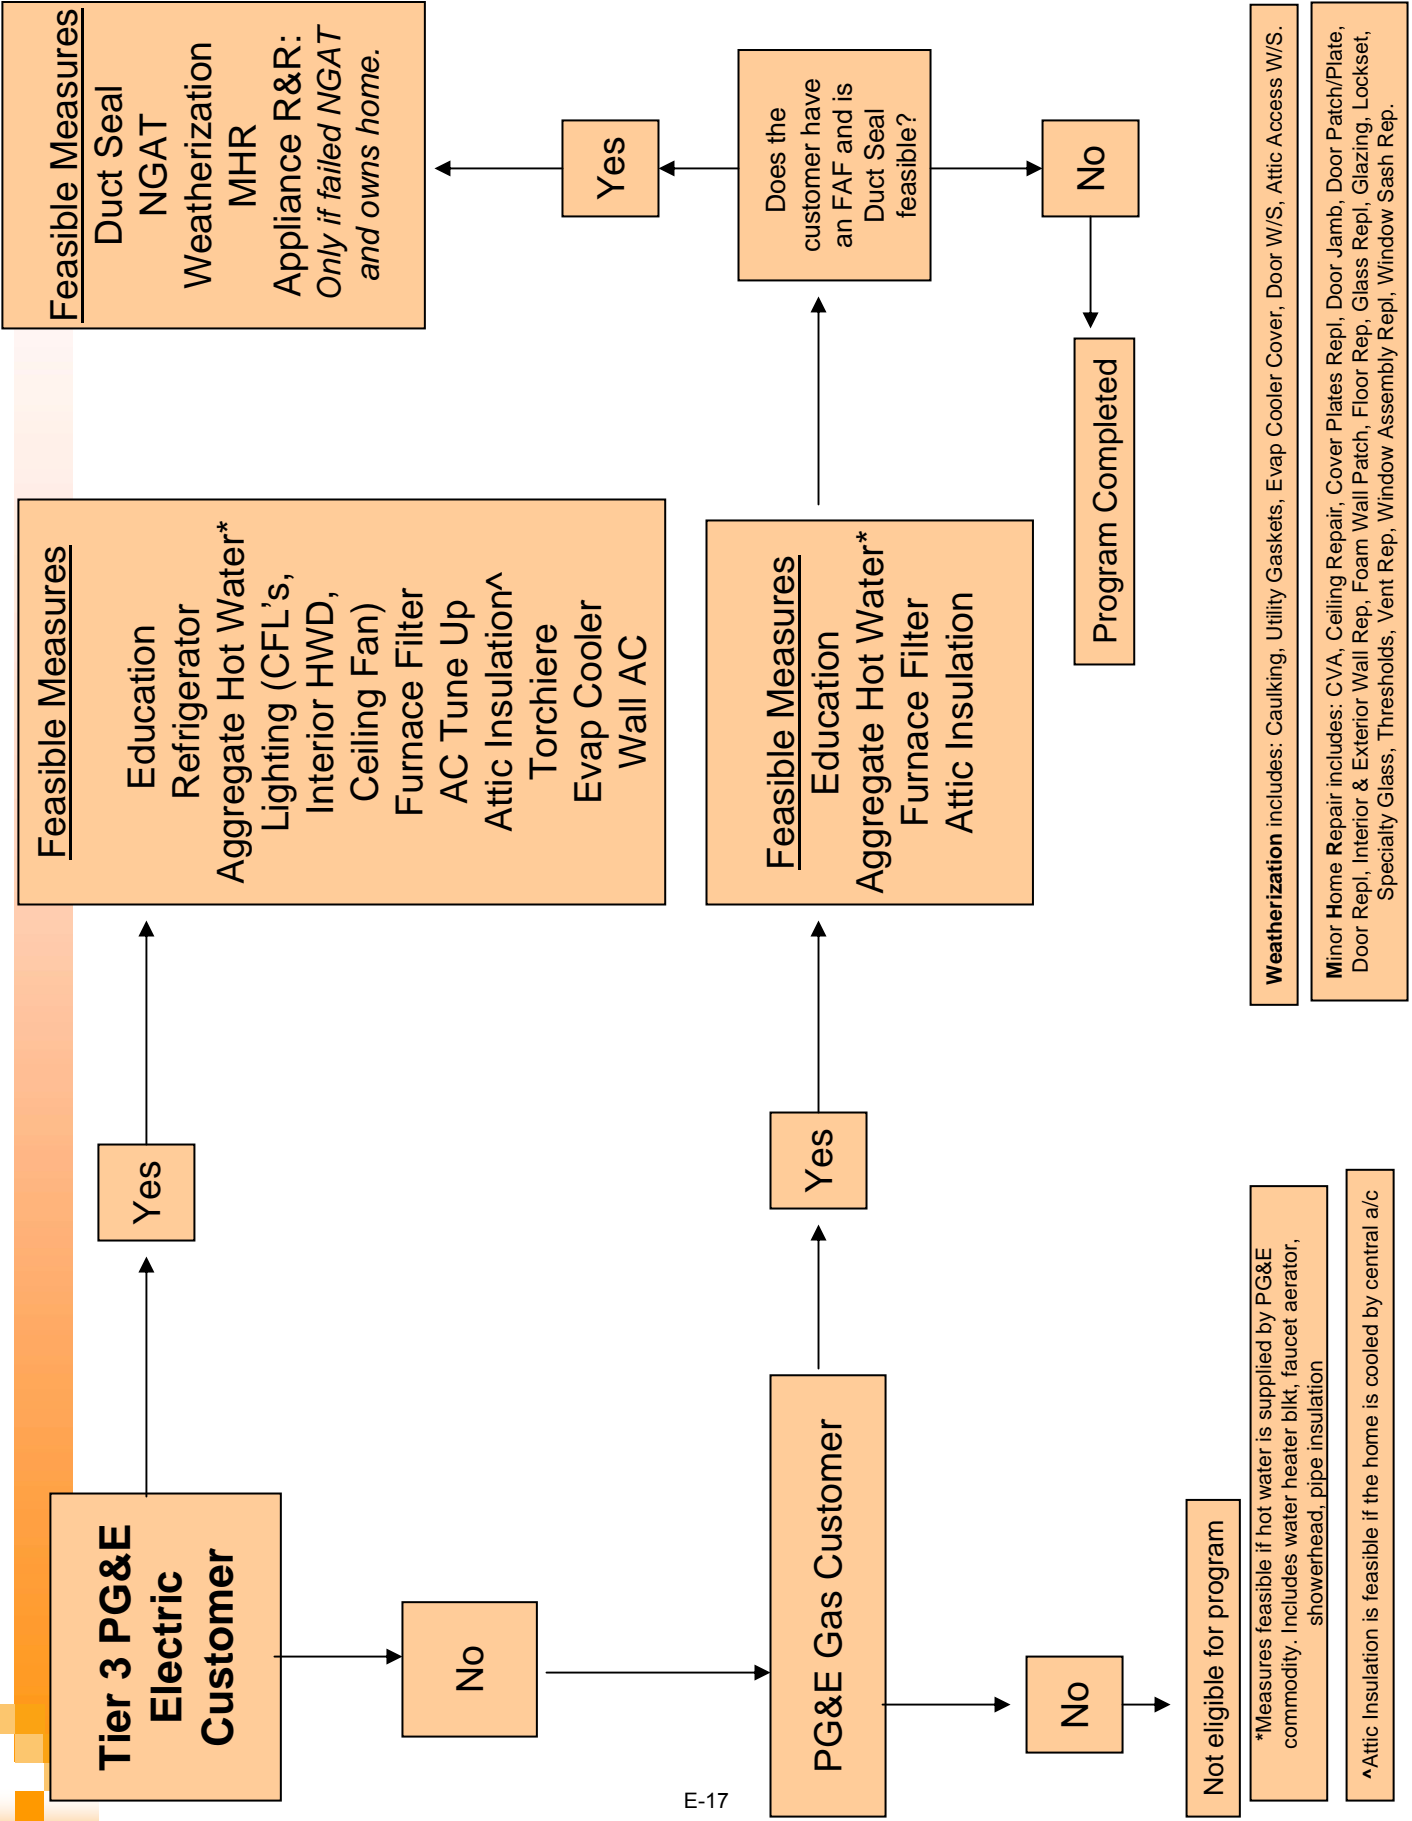 Tier 3 PG&E
Electric
Customer
Yes
Feasible Measures
Education
Refrigerator
Aggregate Hot Water*
Lighting (CFL's,
Interior HWD,
Ceiling Fan)
Furnace Filter
AC Tune Up
Attic Insulation^
Torchiere
Evap Cooler
Wall AC
Feasible Measures
Duct Seal
NGAT
Weatherization
MHR
Appliance R&R:
Only if failed NGAT
and owns home.
No
Yes
PG&E Gas Customer
Yes
Feasible Measures
Education
Aggregate Hot Water*
Furnace Filter
Attic Insulation
Does the
customer have
an FAF and is
Duct Seal
feasible?
No
No
Program Completed
Not eligible for program
*Measures feasible if hot water is supplied by PG&E
commodity. Includes water heater blkt, faucet aerator,
showerhead, pipe insulation
^Attic Insulation is feasible if the home is cooled by central a/c
Weatherization includes: Caulking, Utility Gaskets, Evap Cooler Cover, Door W/S, Attic Access W/S.
Minor Home Repair includes: CVA, Ceiling Repair, Cover Plates Repl, Door Jamb, Door Patch/Plate,
Door Repl, Interior & Exterior Wall Rep, Foam Wall Patch, Floor Rep, Glass Repl, Glazing, Lockset,
Specialty Glass, Thresholds, Vent Rep, Window Assembly Repl, Window Sash Rep.
E-17